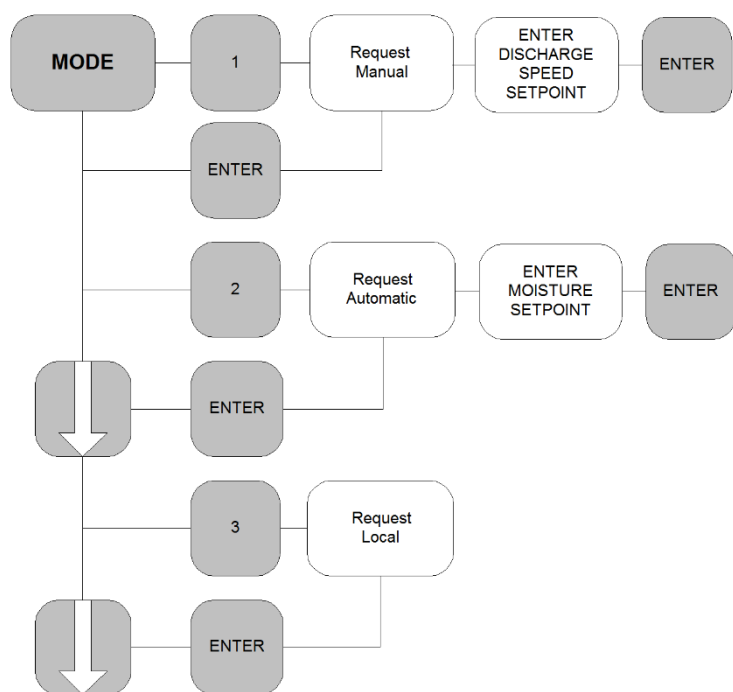 MODE
1
Request
Manual
ENTER
DISCHARGE
SPEED
SETPOINT
ENTER
ENTER
2
Request
Automatic
ENTER
MOISTURE
SETPOINT
ENTER
ENTER
3
Request
Local
ENTER